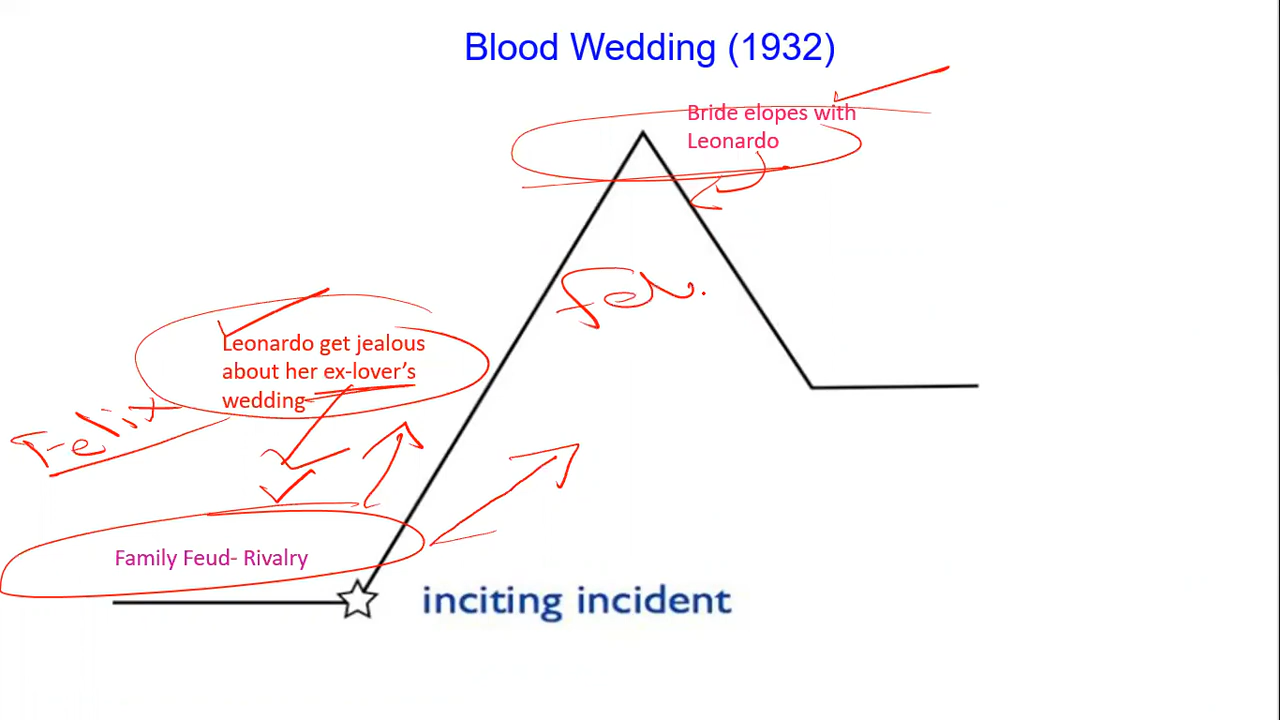 Blood Wedding (1932)
Bride elopes with
Leonardo
Leonardo get jealous
about her ex-lover's
wedding
Felix
Family Feud- Rivalry
inciting incident